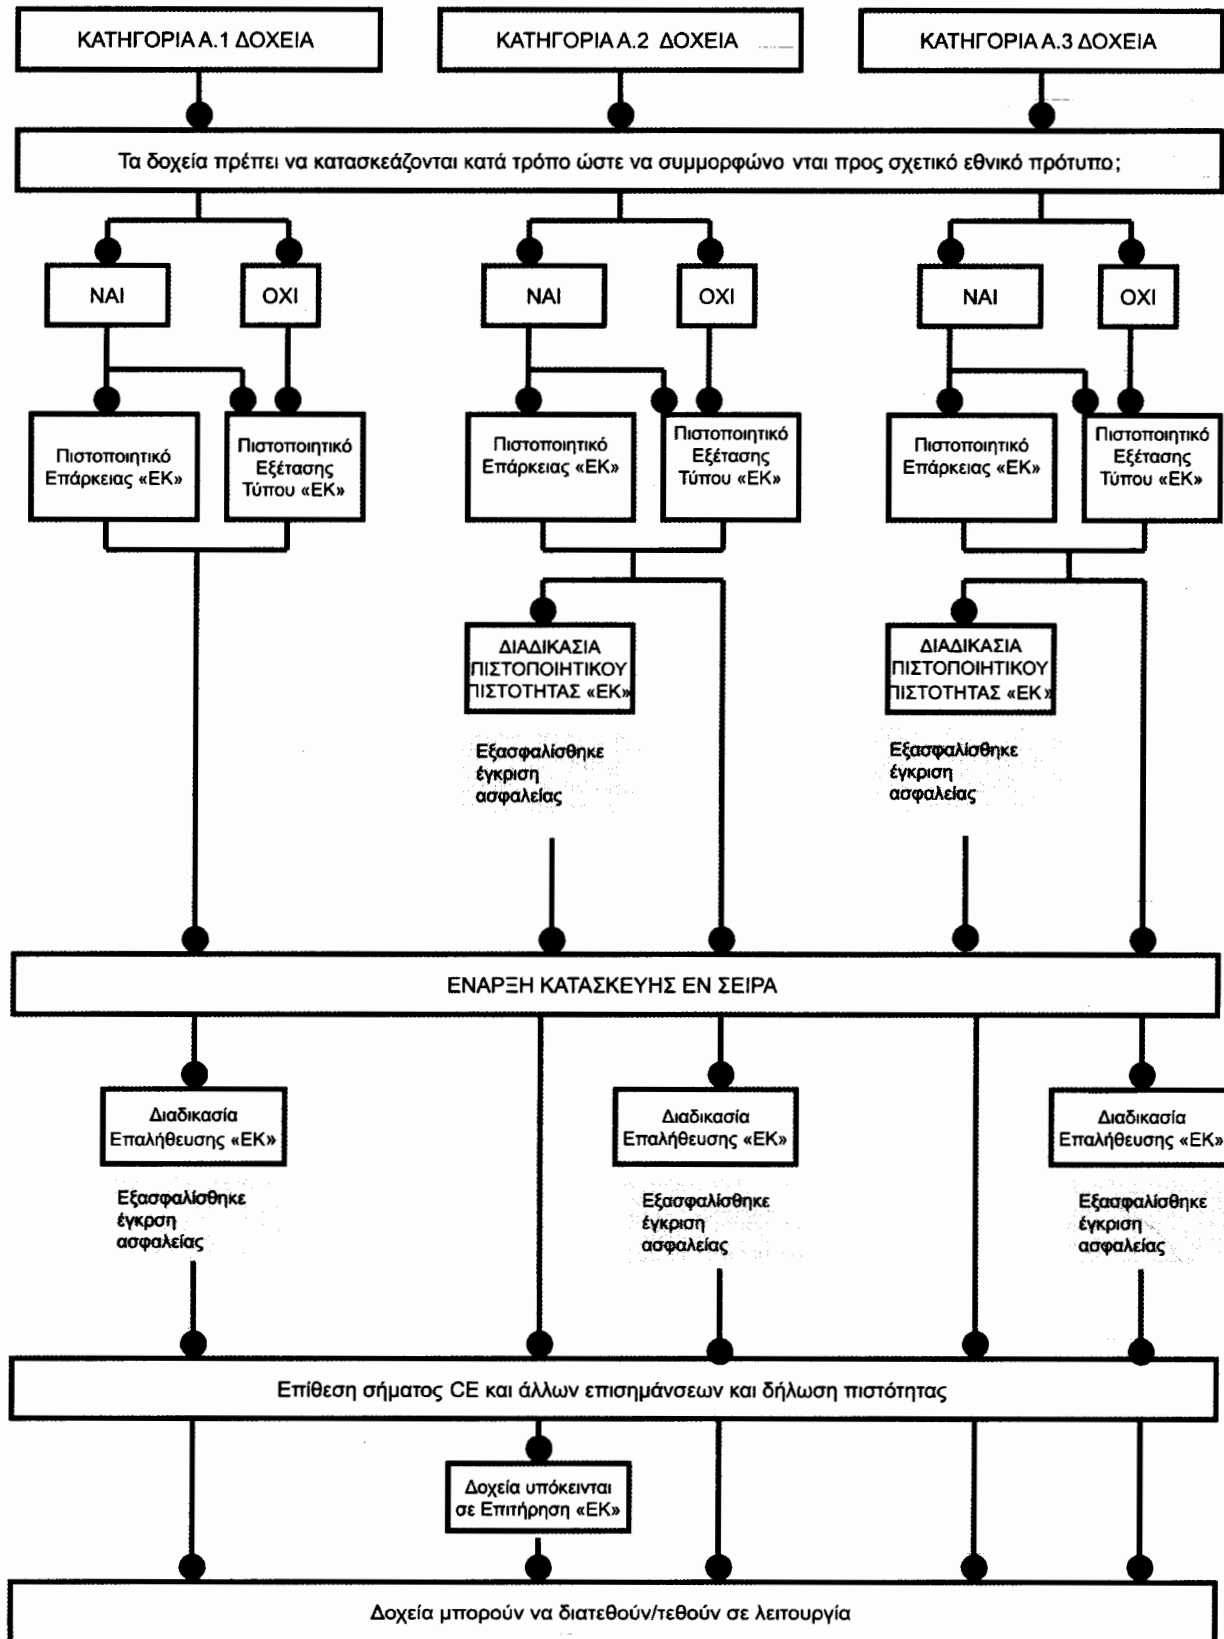 ΚΑΤΗΓΟΡΙΑ Α.1 ΔΟΧΕΙΑ
ΚΑΤΗΓΟΡΙΑ Α.2 ΔΟΧΕΙΑ
ΚΑΤΗΓΟΡΙΑ Α.3 ΔΟΧΕΙΑ
Τα δοχεία πρέπει να κατασκεάζονται κατά τρόπο ώστε να συμμορφώνο νται προς σχετικό εθνικό πρότυπο;
ΝΑΙ
ΟΧΙ
ΝΑΙ
ΟΧΙ
ΝΑΙ
ΟΧΙ
Πιστοποιητικό
Επάρκειας «ΕΚ»
Πιστοποιητικό
Εξέτασης
Τύπου «ΕΚ»
Πιστοποιητικό
Επάρκειας «ΕΚ»
Πιστοποιητικό
Εξέτασης
Τύπου «ΕΚ»
Πιστοποιητικό
Επάρκειας «ΕΚ»
Πιστοποιητικό
Εξέτασης
Τύπου «ΕΚ»
ΔΙΑΔΙΚΑΣΙΑ
ΠΙΣΤΟΠΟΙΗΤΙΚΟΥ
ΠΙΣΤΟΤΗΤΑΣ «ΕΚ»
ΔΙΑΔΙΚΑΣΙΑ
ΠΙΣΤΟΠΟΙΗΤΙΚΟΥ
ΠΙΣΤΟΤΗΤΑΣ «ΕΚ»
Εξασφαλίσθηκε
έγκριση
ασφαλείας
Εξασφαλίσθηκε
έγκριση
ασφαλείας
ΕΝΑΡΞΗ ΚΑΤΑΣΚΕΥΗΣ ΕΝ ΣΕΙΡΑ
Διαδικασία
Επαλήθευσης «ΕΚ»
Διαδικασία
Επαλήθευσης «ΕΚ»
Διαδικασία
Επαλήθευσης «ΕΚ»
Εξασφαλίσθηκε
έγκρση
ασφαλείας
Εξασφαλίσθηκε
έγκριση
ασφαλείας
Εξασφαλίσθηκε
έγκριση
ασφαλείας
Επίθεση σήματος CE και άλλων επισημάνσεων και δήλωση πιστότητας
Δοχεία υπόκεινται
σε Επιτήρηση «ΕΚ»
Δοχεία μπορούν να διατεθούν/τεθούν σε λειτουργία